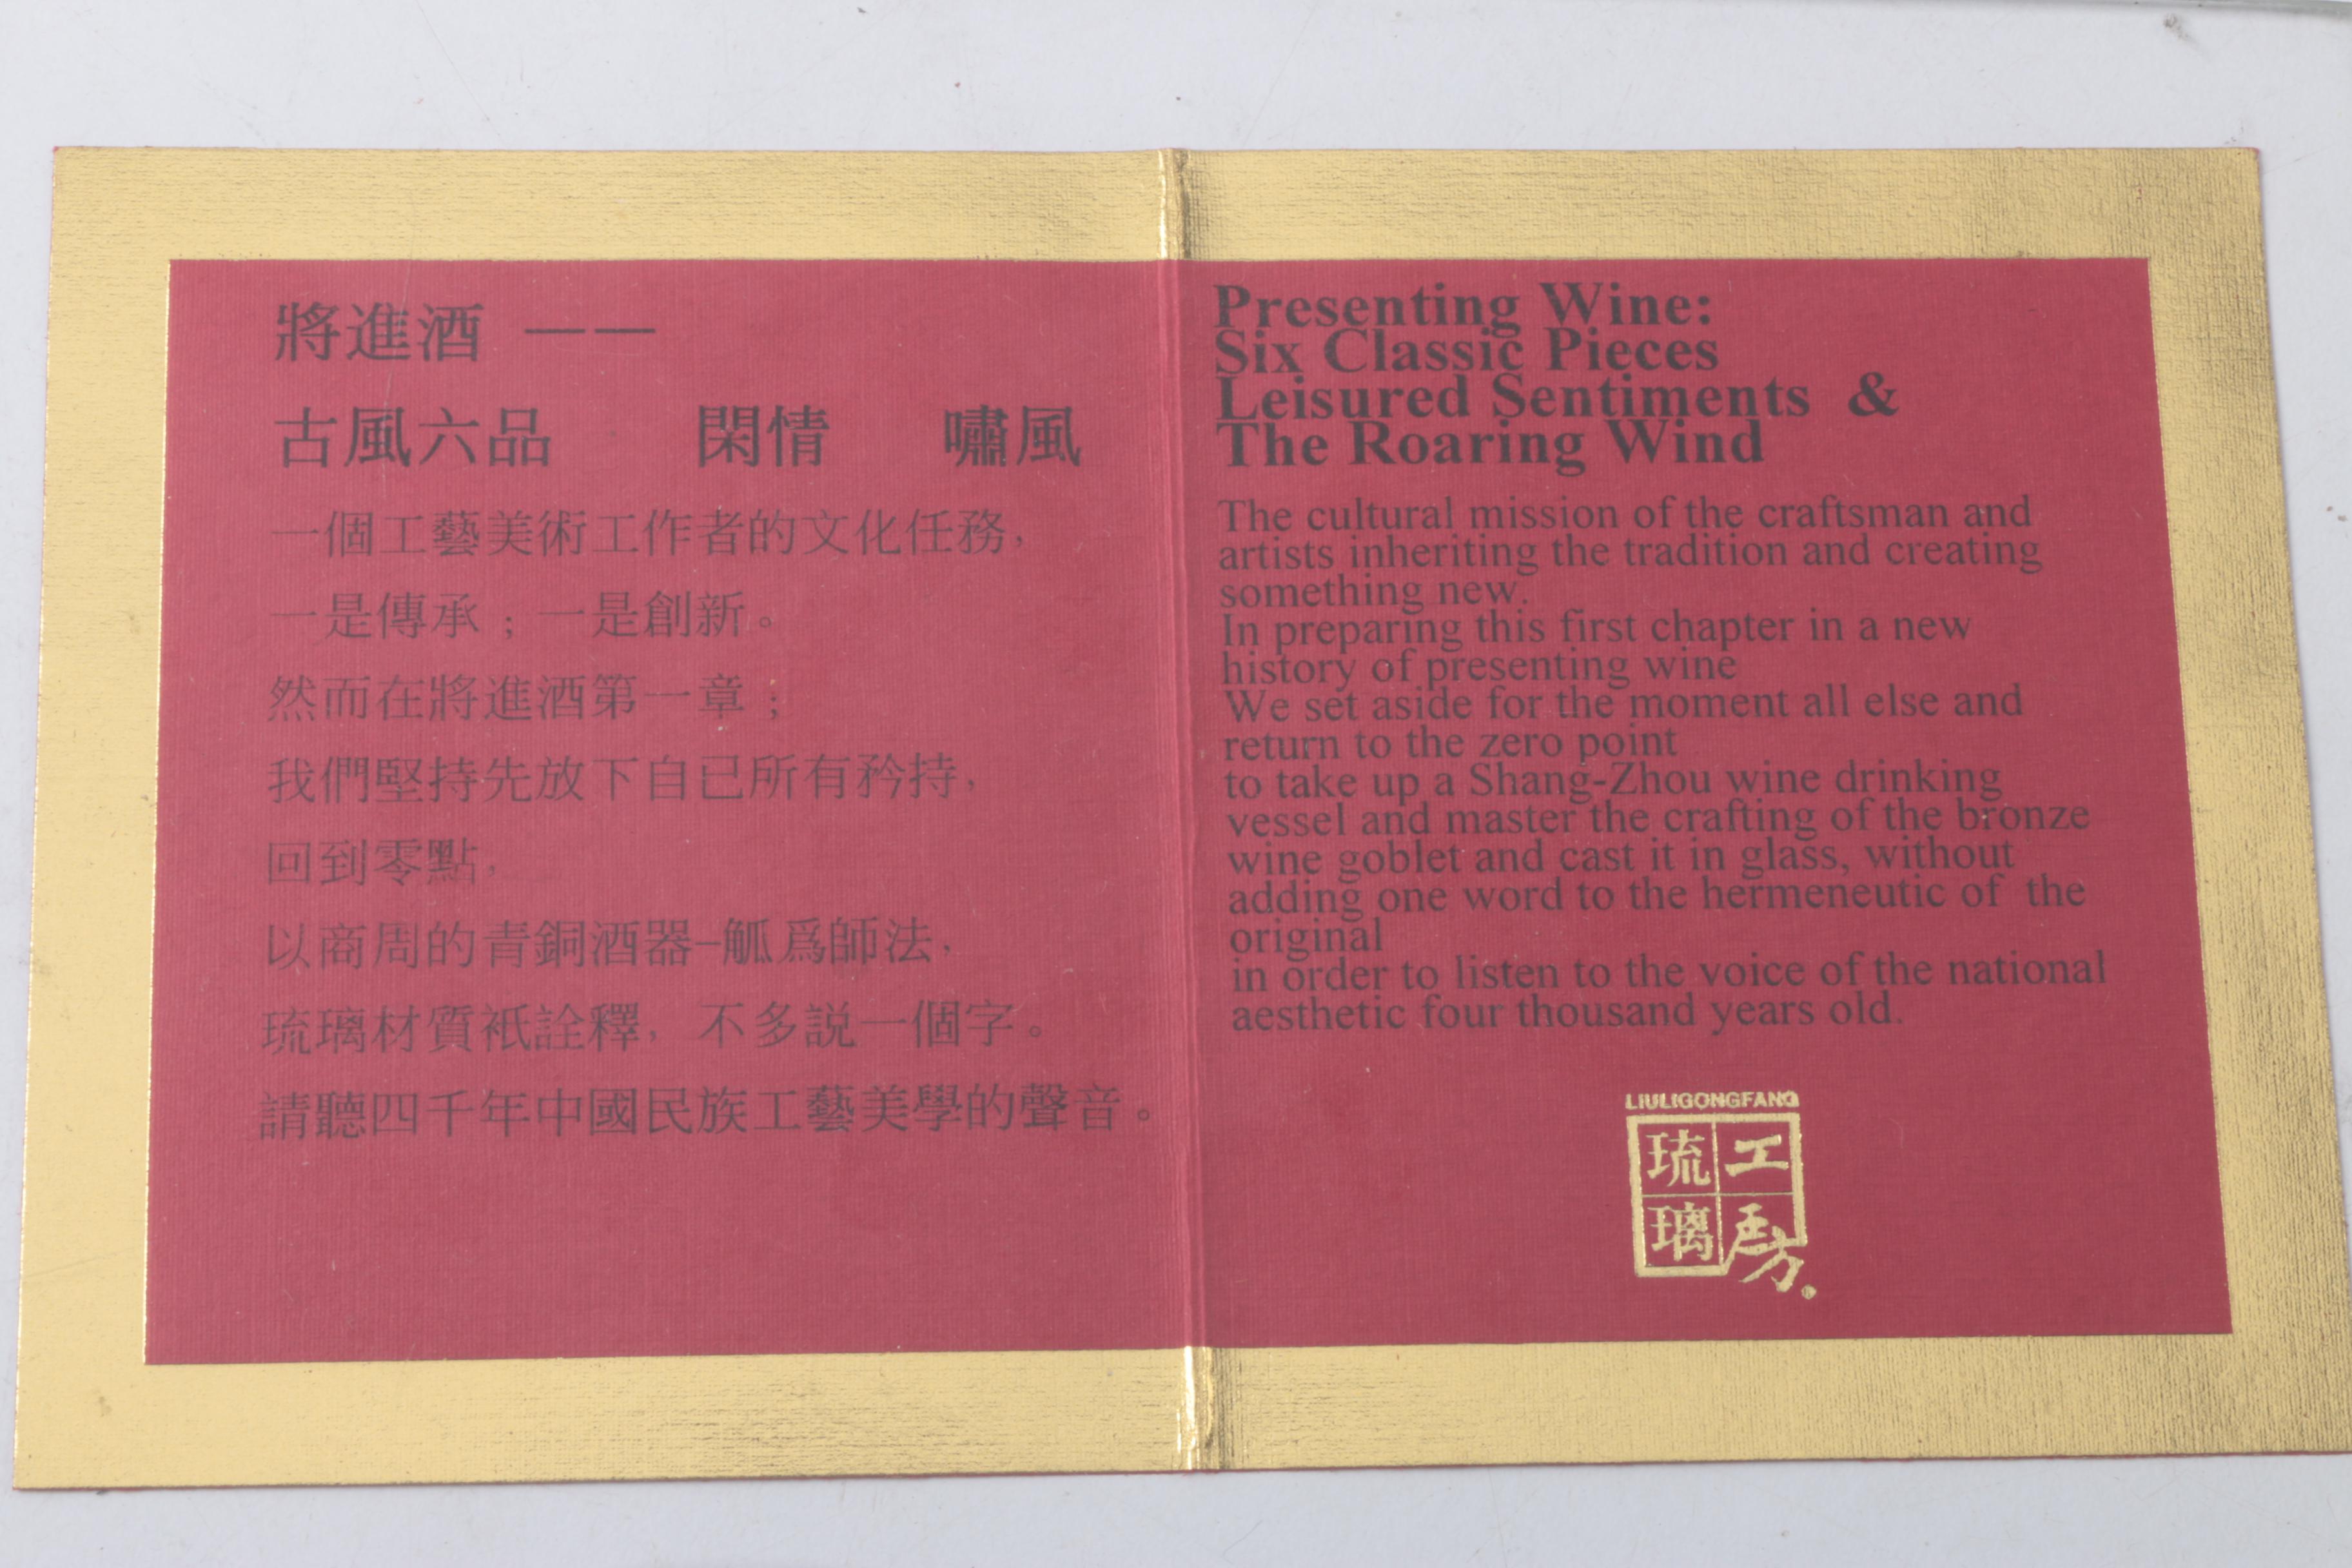 將進酒 ——
古風六品 閑情 嘯風
一個工藝美術工作者的文化任務,
一是傳承;一是創新。
然而在將進酒第一章;
我們堅持先放下自已所有矜持,
回到零點,
以商周的青銅酒器-觚爲師法,
琉璃材質衹詮釋, 不多説一個字。
請聽四千年中國民族工藝美學的聲音。
Presenting Wine:
Six Classic Pieces
Leisured Sentiments &
The Roaring Wind
The cultural mission of the craftsman and
artists inheriting the tradition and creating
something new.
In preparing this first chapter in a new
history of presenting wine
We set aside for the moment all else and
return to the zero point
to take up a Shang-Zhou wine drinking
vessel and master the crafting of the bronze
wine goblet and cast it in glass, without
adding one word to the hermeneutic of the
original
in order to listen to the voice of the national
aesthetic four thousand years old.
LIULIGONGFANG
琉璃
工房
®